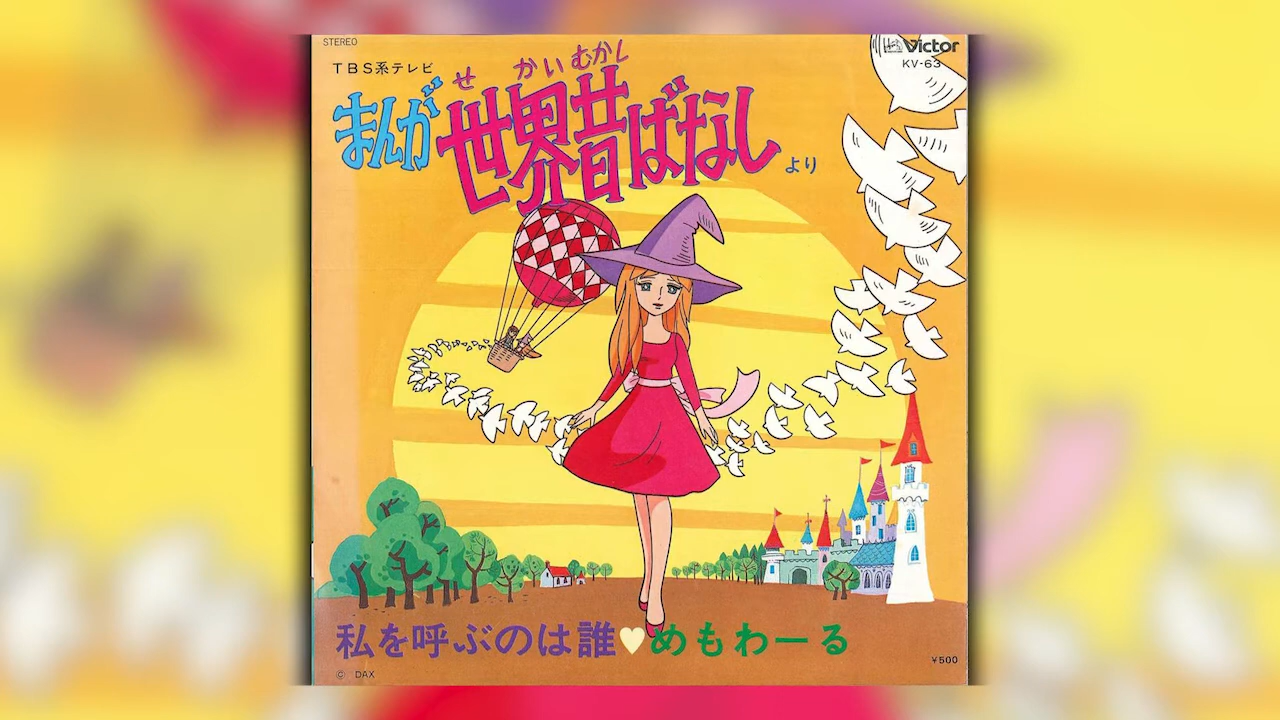 STEREO
Victor
KV-63
TBS系テレビ
せ かい むかし
まんが世界昔ばなし より
私を呼ぶのは誰♥めもわーる
¥500
© DAX